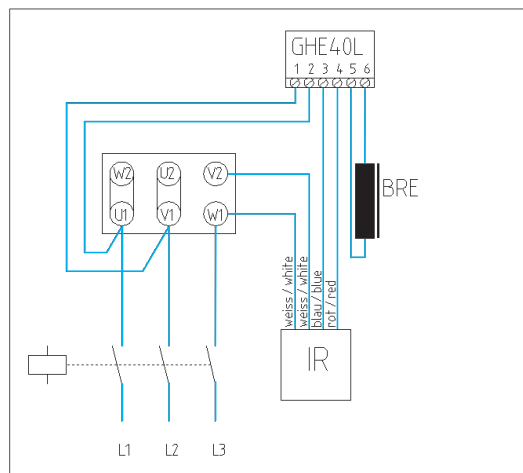 GHE40L
1 2 3 4 5 6
W2 U2 V2
U1 V1 W1
BRE
weiss / white
weiss / white
blau / blue
rot / red
IR
L1 L2 L3